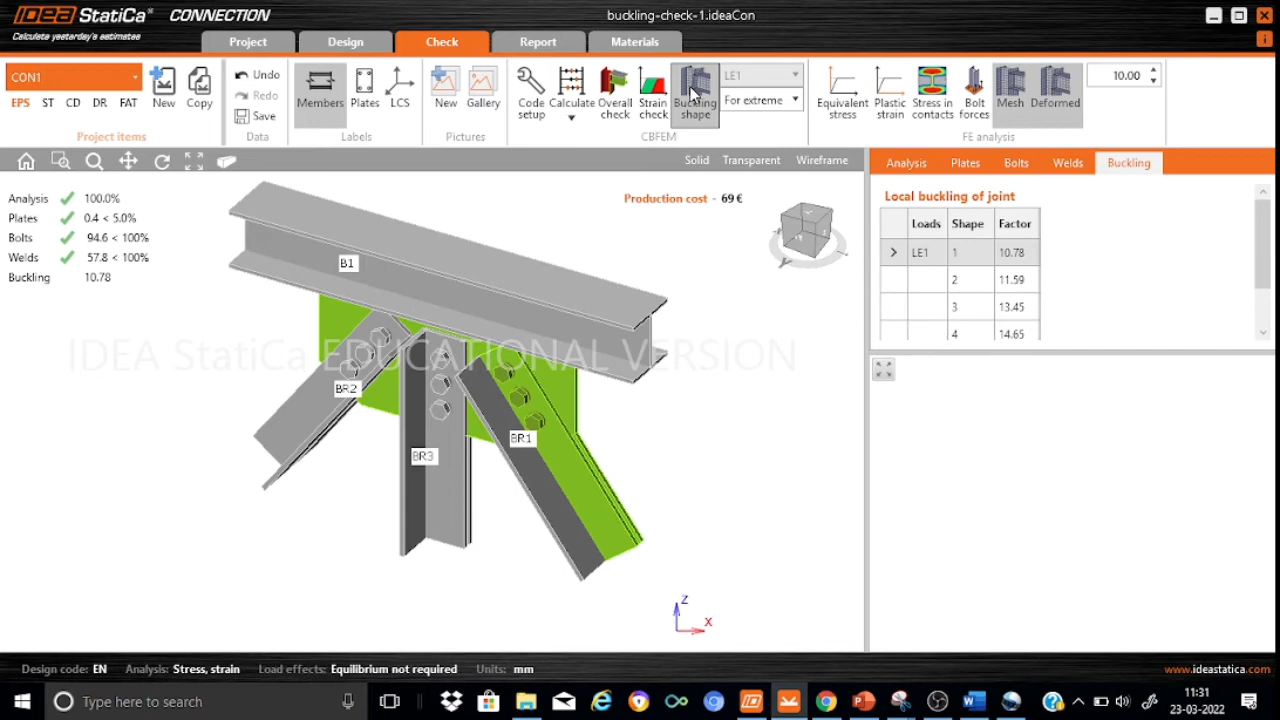 IDEA StatiCa® CONNECTION
Calculate yesterday's estimates
buckling-check-1.ideaCon
Project Design Check Report Materials
CON1
EPS ST CD DR FAT
New Copy
Project items
Undo
Redo
Save
Data
Members Plates LCS
Labels
New Gallery
Pictures
Code setup Calculate Overall check Strain check Buckling shape
LE1
For extreme
CBFEM
Equivalent stress Plastic strain Stress in contacts Bolt forces Mesh Deformed
10.00
FE analysis
Solid Transparent Wireframe
Analysis 100.0%
Plates 0.4 < 5.0%
Bolts 94.6 < 100%
Welds 57.8 < 100%
Buckling 10.78
Production cost - 69 €
B1
IDEA StatiCa EDUCATIONAL VERSION
BR2
BR1
BR3
Z
X
Analysis Plates Bolts Welds Buckling
Local buckling of joint
Loads Shape Factor
> LE1 1 10.78
2 11.59
3 13.45
4 14.65
Design code: EN Analysis: Stress, strain Load effects: Equilibrium not required Units: mm
www.ideastatica.com
Type here to search
11:31
23-03-2022